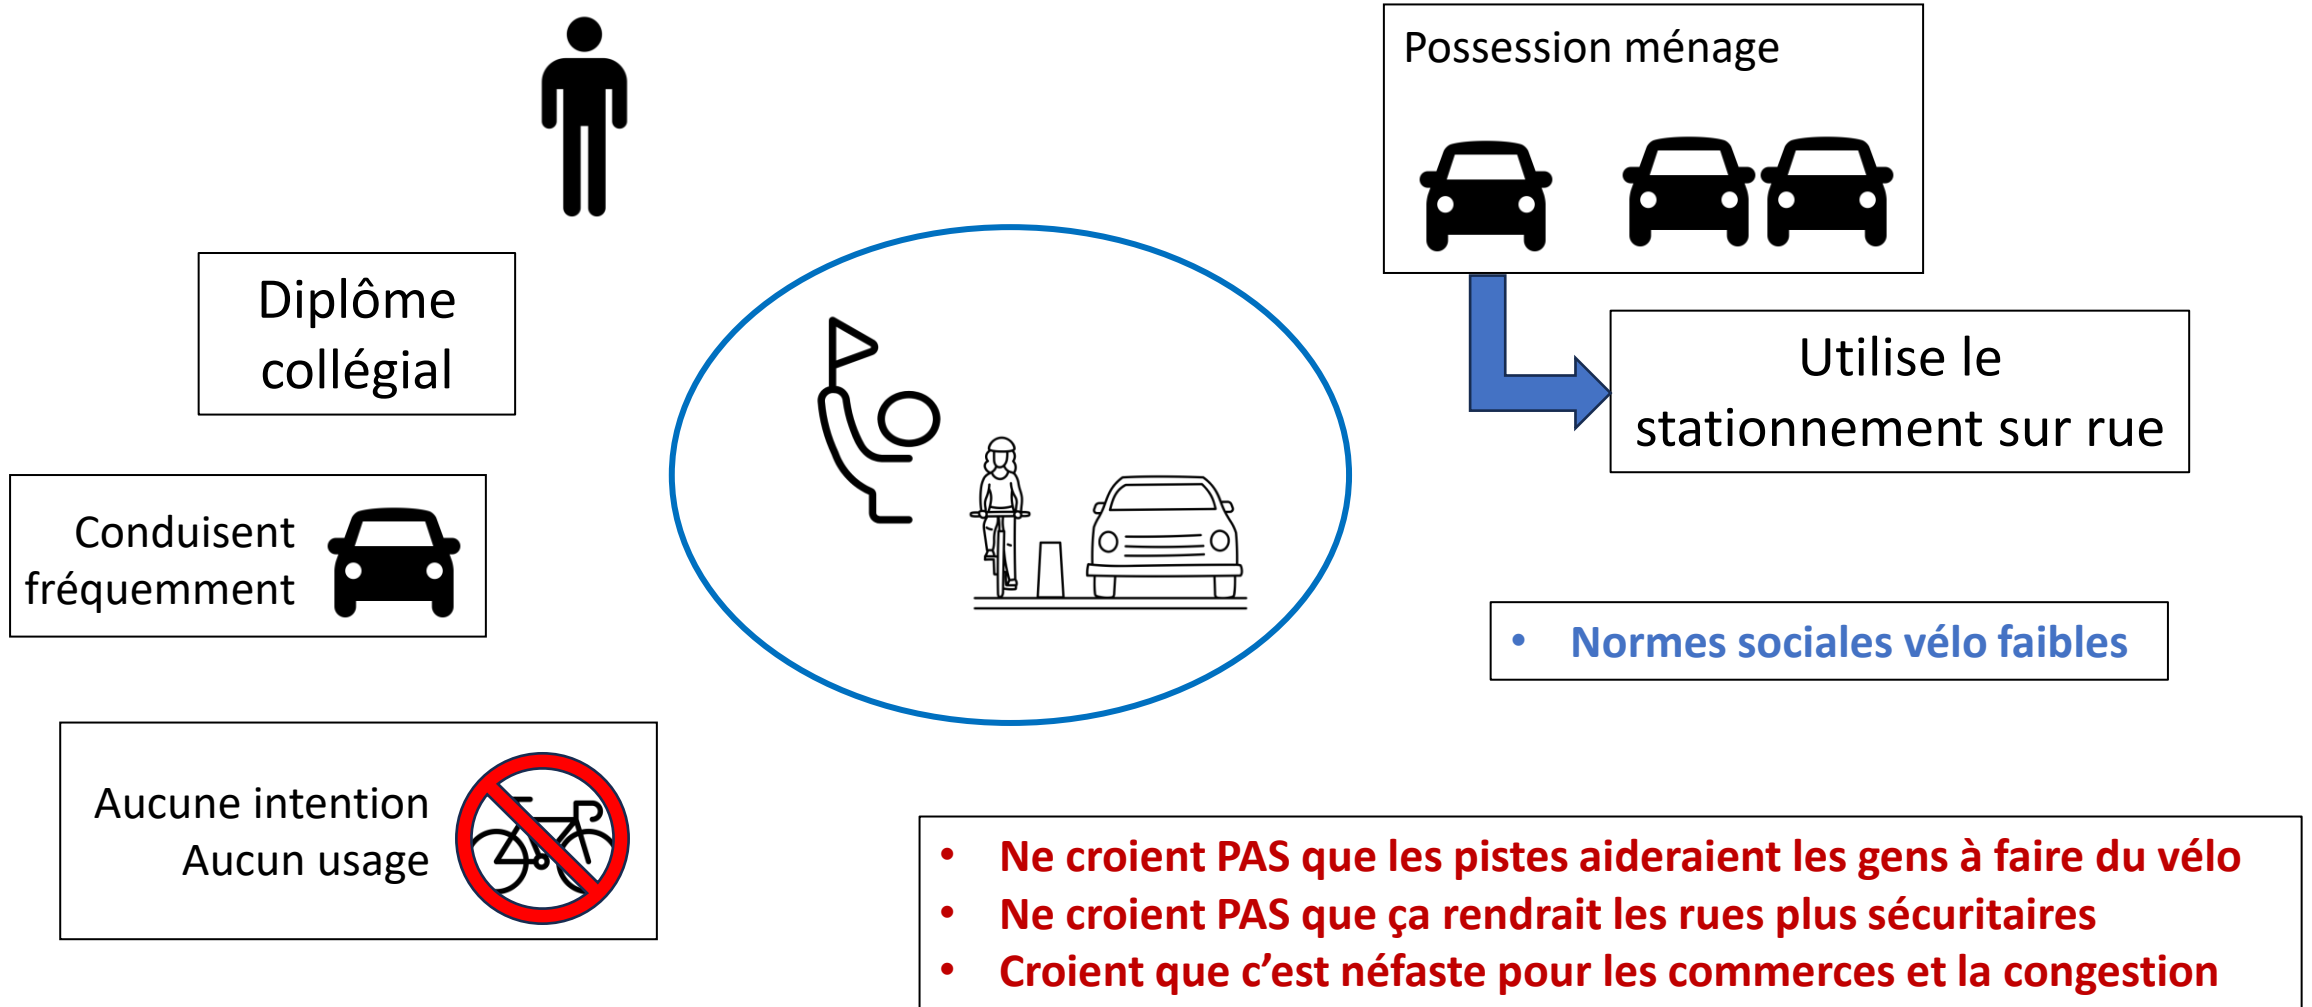 Possession ménage
Diplôme
collégial
Utilise le
stationnement sur rue
Conduisent
fréquemment
• Normes sociales vélo faibles
Aucune intention
Aucun usage
• Ne croient PAS que les pistes aideraient les gens à faire du vélo
• Ne croient PAS que ça rendrait les rues plus sécuritaires
• Croient que c’est néfaste pour les commerces et la congestion